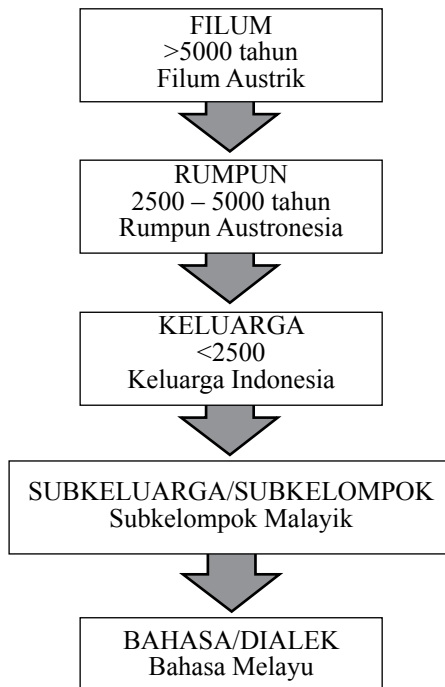 FILUM
>5000 tahun
Filum Austrik
RUMPUN
2500 – 5000 tahun
Rumpun Austronesia
KELUARGA
<2500
Keluarga Indonesia
SUBKELUARGA/SUBKELOMPOK
Subkelompok Malayik
BAHASA/DIALEK
Bahasa Melayu